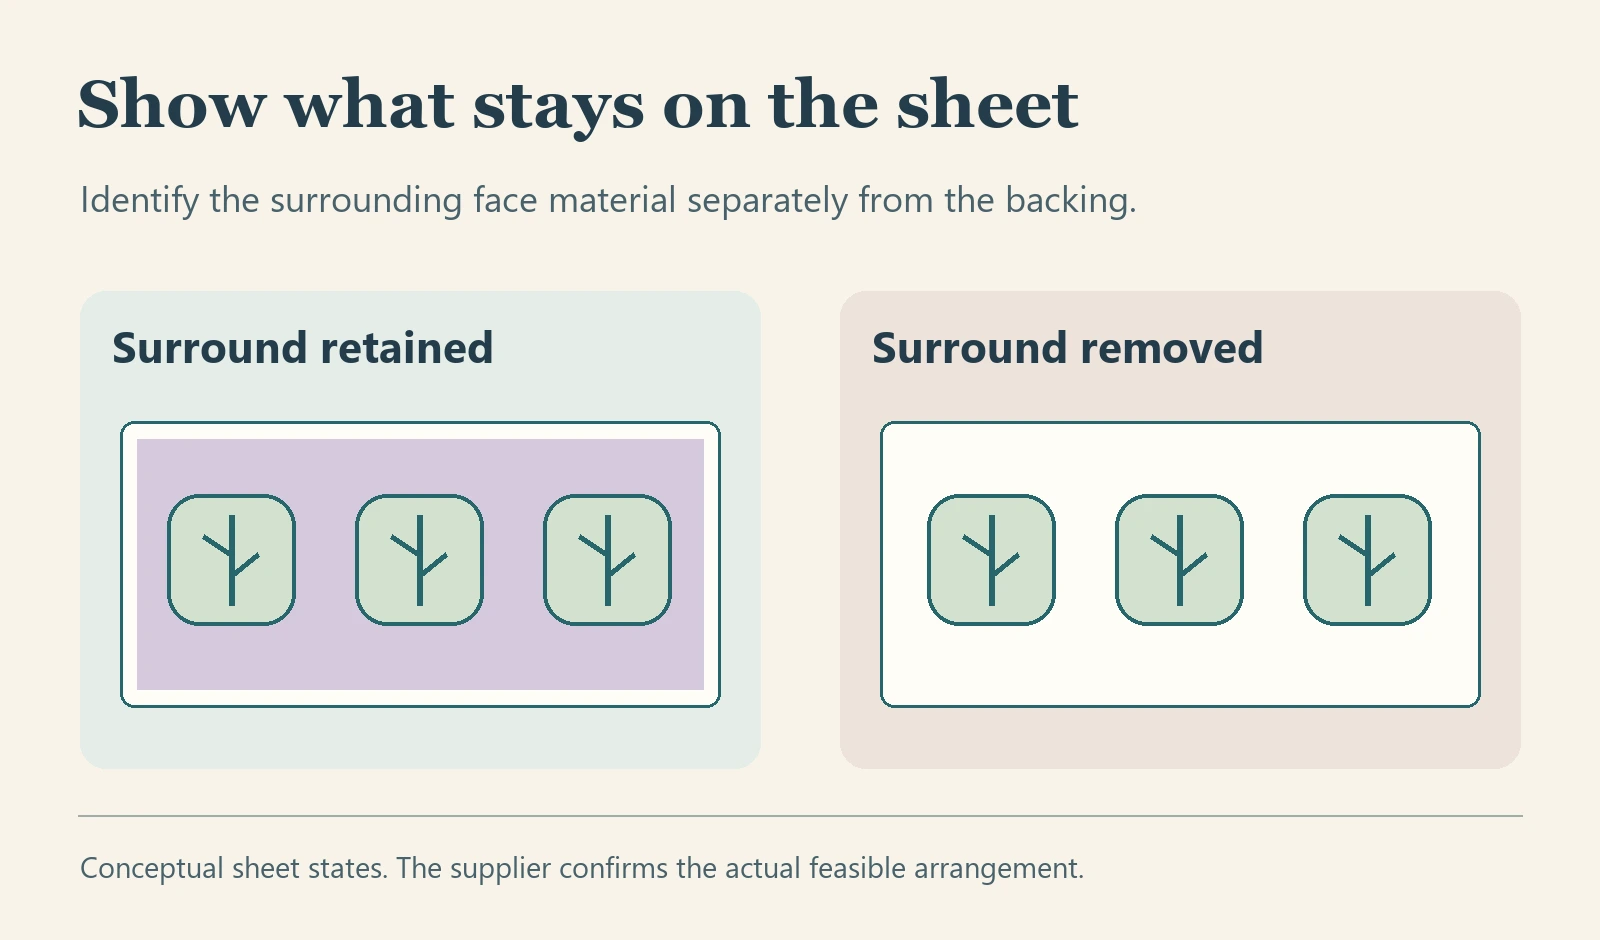 Show what stays on the sheet
Identify the surrounding face material separately from the backing.
Surround retained
Surround removed
Conceptual sheet states. The supplier confirms the actual feasible arrangement.